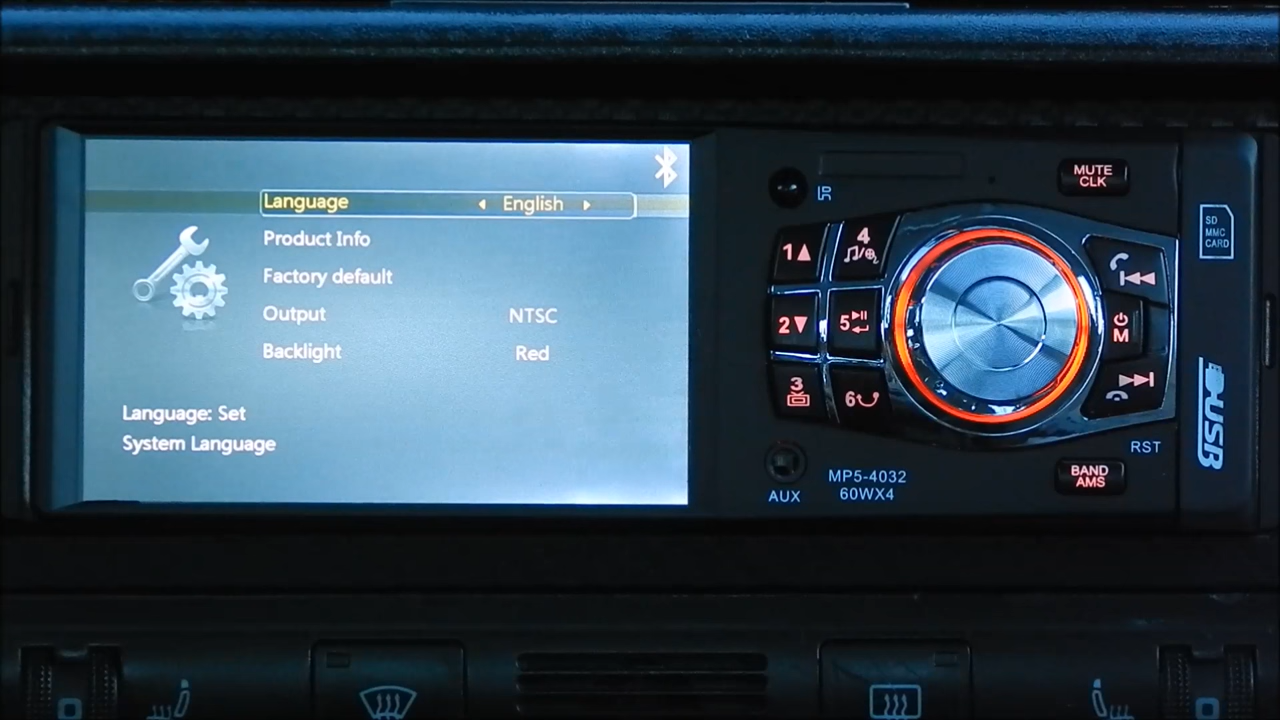 Language English
Product Info
Factory default
Output NTSC
Backlight Red
Language: Set
System Language
IR
MUTE
CLK
1
4
2
5
3
6
M
AUX
MP5-4032
60WX4
RST
BAND
AMS
SD
MMC
CARD
USB